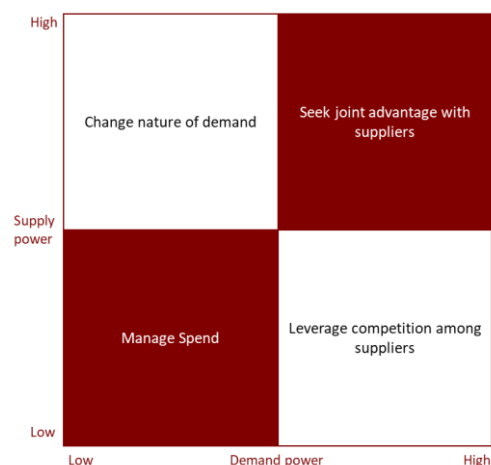 High
Change nature of demand
Seek joint advantage with
suppliers
Supply
power
Manage Spend
Leverage competition among
suppliers
Low
Low
Demand power
High